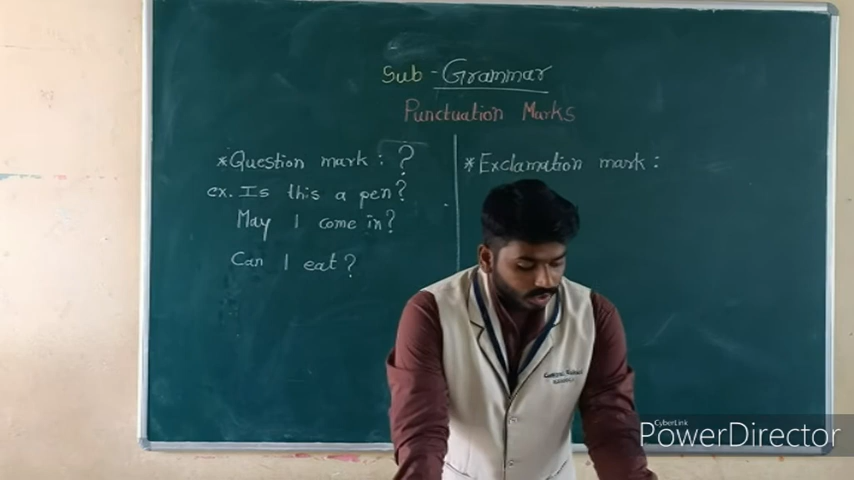 Sub - Grammar
Punctuation Marks
*Question mark : ?
ex. Is this a pen?
May I come in?
Can I eat?
*Exclamation mark :
CyberLink
PowerDirector